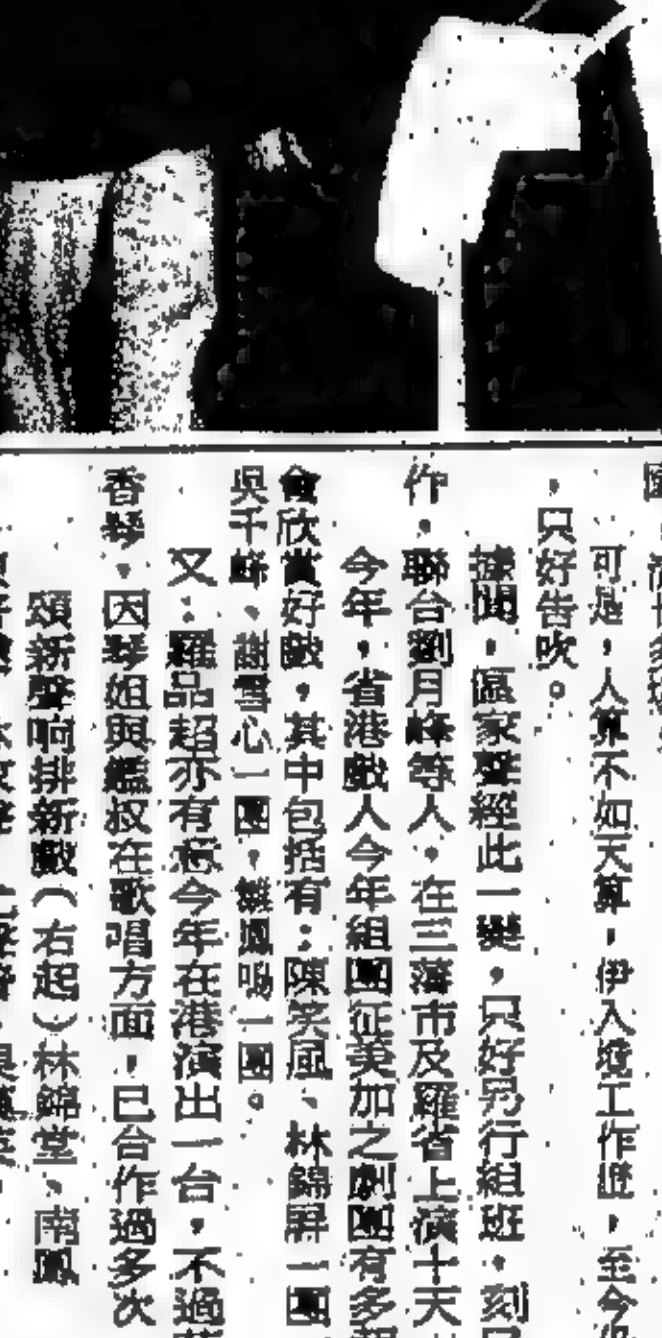 可是，人算不如天算，伊入境工作證，至今
，只好告吹。
據聞，區家聲經此一變，只好另行組班，刻
作，聯台劉月峰等人，在三藩市及羅省上演十天
今年，省港戲人今年組團征美加之劇團有多
會欣賞好戲，其中包括有：陳笑風、林錦屏一團
吳千峰、謝雪心一團，雛鳳鳴一團。
又：羅品超亦有意今年在港演出一台，不過
香琴，因琴姐與艦叔在歌唱方面，已合作過多次
頌新聲响排新戲（右起）林錦堂、南鳳